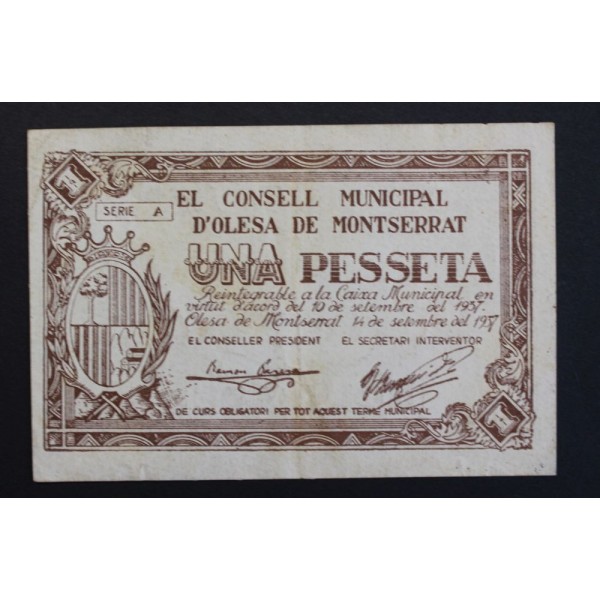 SERIE A
EL CONSELL MUNICIPAL
D'OLESA DE MONTSERRAT
UNA PESSETA
Reintegrable a la Caixa Municipal en
virtut d'acord del 10 de setembre del 1937.
Olesa de Montserrat 14 de setembre del 1937
EL CONSELLER PRESIDENT EL SECRETARI INTERVENTOR
DE CURS OBLIGATORI PER TOT AQUEST TERME MUNICIPAL